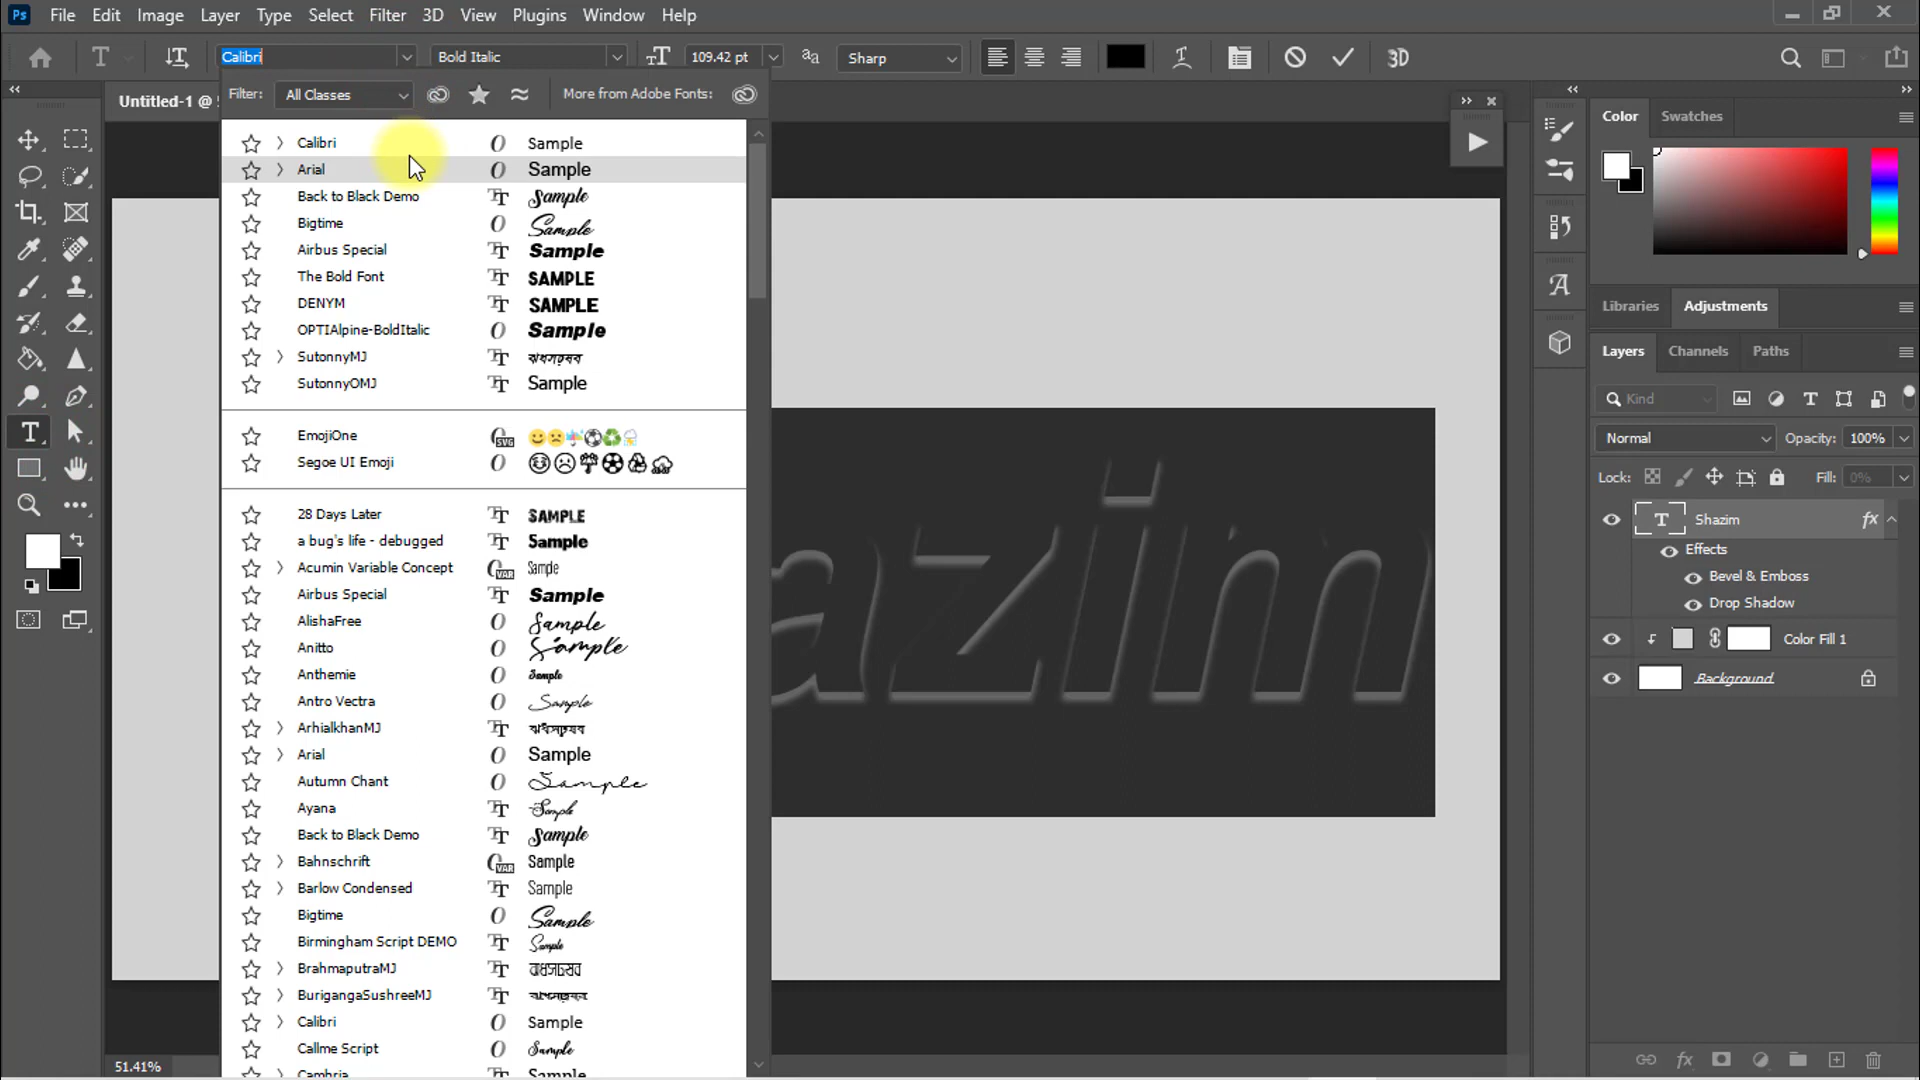 Ps File Edit Image Layer Type Select Filter 3D View Plugins Window Help
T Calibri Bold Italic 109.42 pt aa Sharp 3D
Untitled-1 @
Filter: All Classes More from Adobe Fonts:
Calibri Sample
Arial Sample
Back to Black Demo Sample
Bigtime Sample
Airbus Special Sample
The Bold Font SAMPLE
DENYM SAMPLE
OPTIAlpine-BoldItalic Sample
SutonnyMJ
SutonnyOMJ Sample
EmojiOne
Segoe UI Emoji
28 Days Later SAMPLE
a bug's life - debugged Sample
Acumin Variable Concept Sample
Airbus Special Sample
AlishaFree Sample
Anitto Sample
Anthemie Sample
Antro Vectra Sample
ArhialkhanMJ
Arial Sample
Autumn Chant Sample
Ayana Sample
Back to Black Demo Sample
Bahnschrift Sample
Barlow Condensed Sample
Bigtime Sample
Birmingham Script DEMO Sample
BrahmaputraMJ
BurigangaSushreeMJ
Calibri Sample
Callme Script Sample
Cambria Sample
azim
Color Swatches
Libraries Adjustments
Layers Channels Paths
Kind
Normal Opacity: 100%
Lock: Fill: 0%
T Shazim fx
Effects
Bevel & Emboss
Drop Shadow
Color Fill 1
Background
51.41%
fx